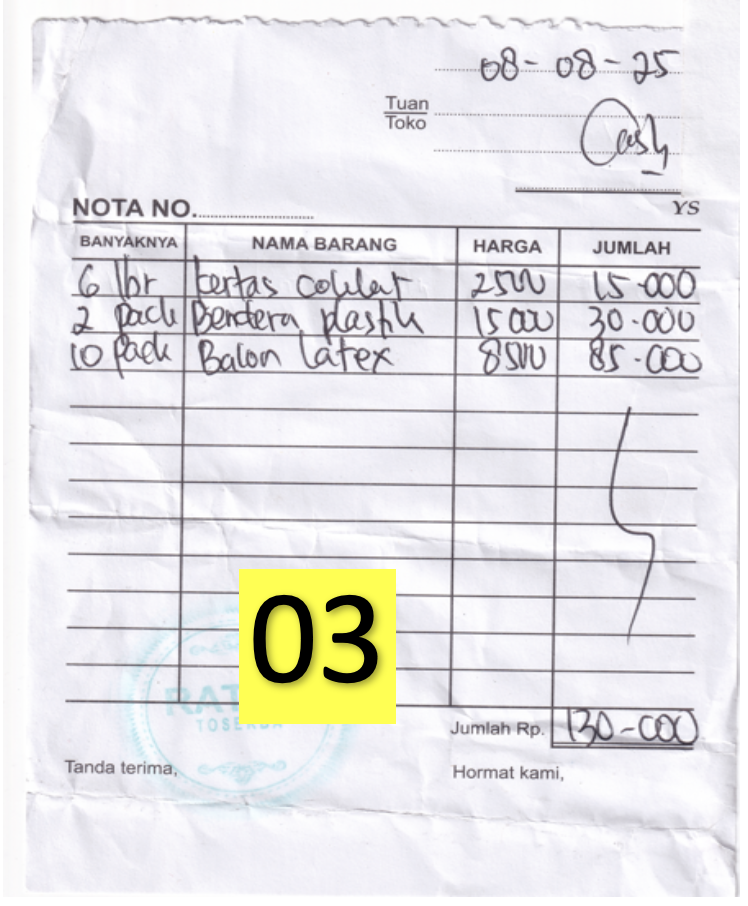 08-08-25
Tuan
Toko
Cash
NOTA NO.
YS
BANYAKNYA NAMA BARANG HARGA JUMLAH
6 lbr kertas coklat 2500 15.000
2 pack Bendera plastik 15000 30.000
10 pack Balon latex 8500 85.000
03
TOSERBA
Jumlah Rp. 130.000
Tanda terima, Hormat kami,